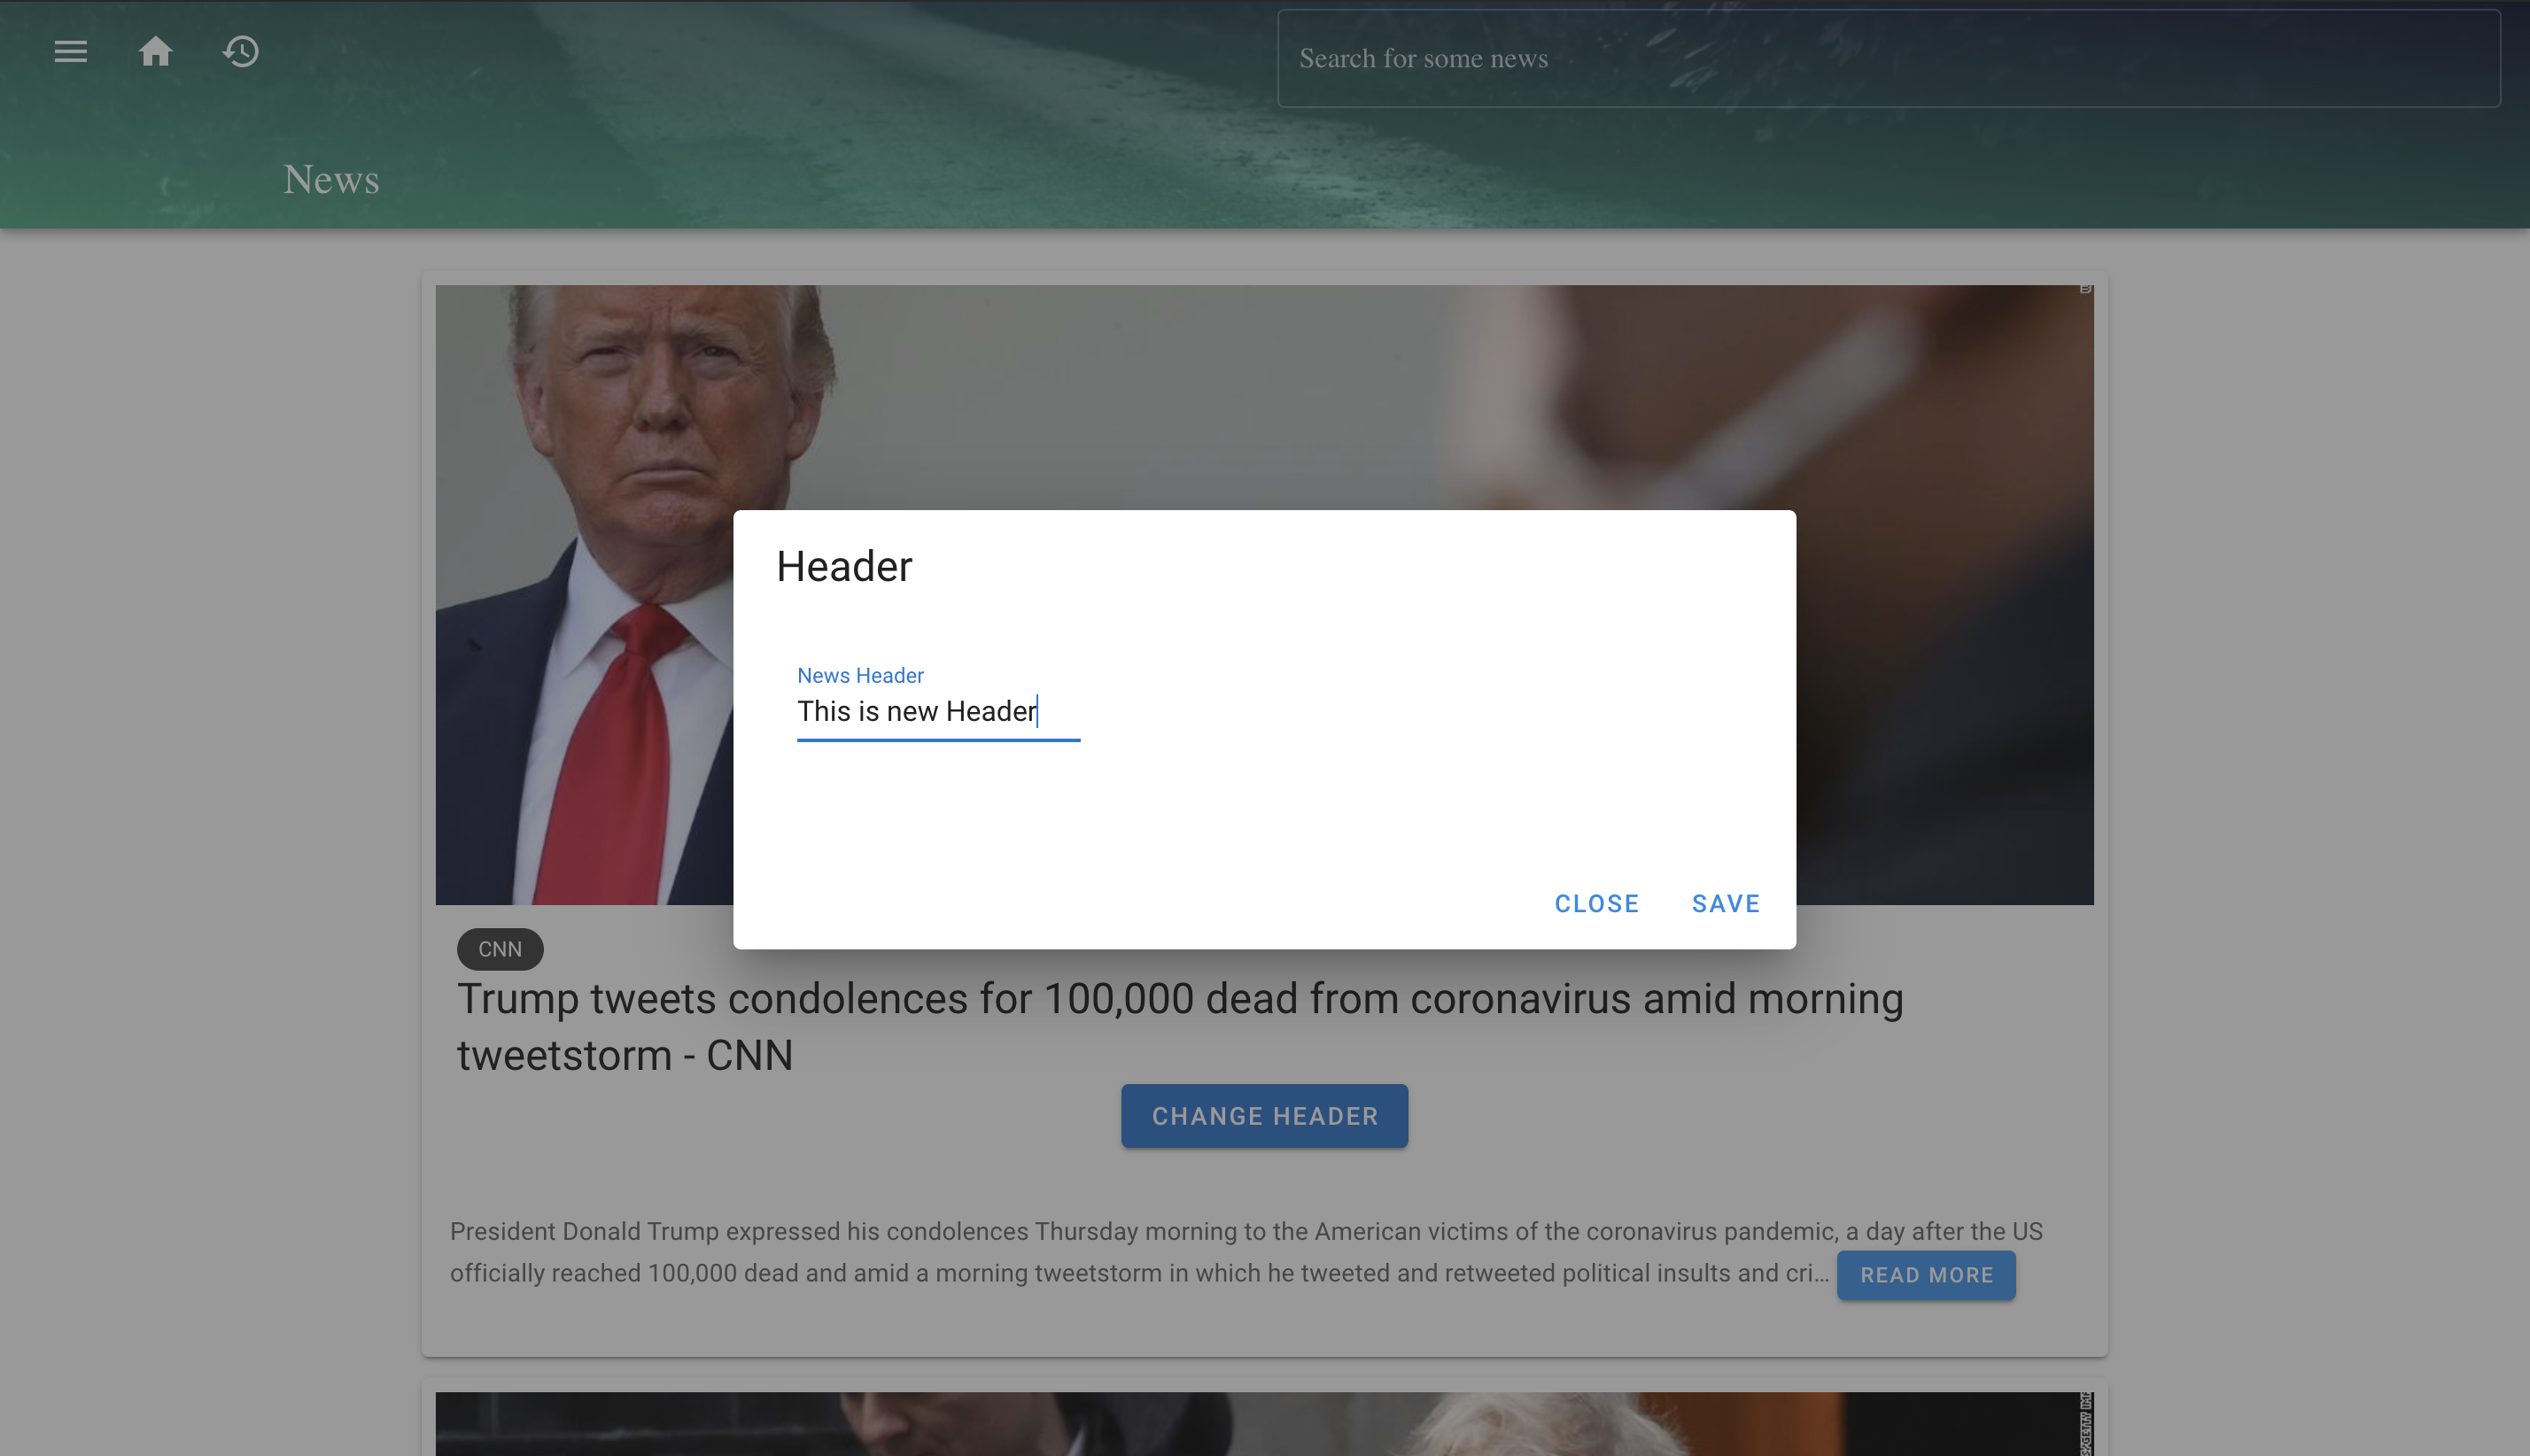 Search for some news
News
Header
News Header
This is new Header
CLOSE SAVE
CNN
Trump tweets condolences for 100,000 dead from coronavirus amid morning
tweetstorm - CNN
CHANGE HEADER
President Donald Trump expressed his condolences Thursday morning to the American victims of the coronavirus pandemic, a day after the US
officially reached 100,000 dead and amid a morning tweetstorm in which he tweeted and retweeted political insults and cri...
READ MORE